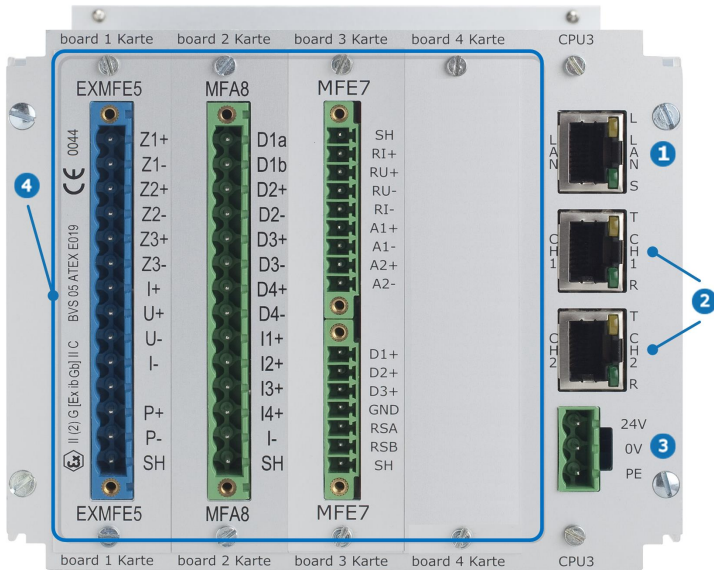 board 1 Karte
board 2 Karte
board 3 Karte
board 4 Karte
CPU3
EXMFE5
MFA8
MFE7
0044
BVS 05 ATEX E019
II (2) G [Ex ib Gb] II C
Z1+
Z1-
Z2+
Z2-
Z3+
Z3-
I+
U+
U-
I-
P+
P-
SH
D1a
D1b
D2+
D2-
D3+
D3-
D4+
D4-
I1+
I2+
I3+
I4+
I-
SH
SH
RI+
RU+
RU-
RI-
A1+
A1-
A2+
A2-
D1+
D2+
D3+
GND
RSA
RSB
SH
LAN
L
LAN
S
1
CH1
T
CH1
R
2
CH2
T
CH2
R
24V
0V
PE
3
4
EXMFE5
MFA8
MFE7
board 1 Karte
board 2 Karte
board 3 Karte
board 4 Karte
CPU3